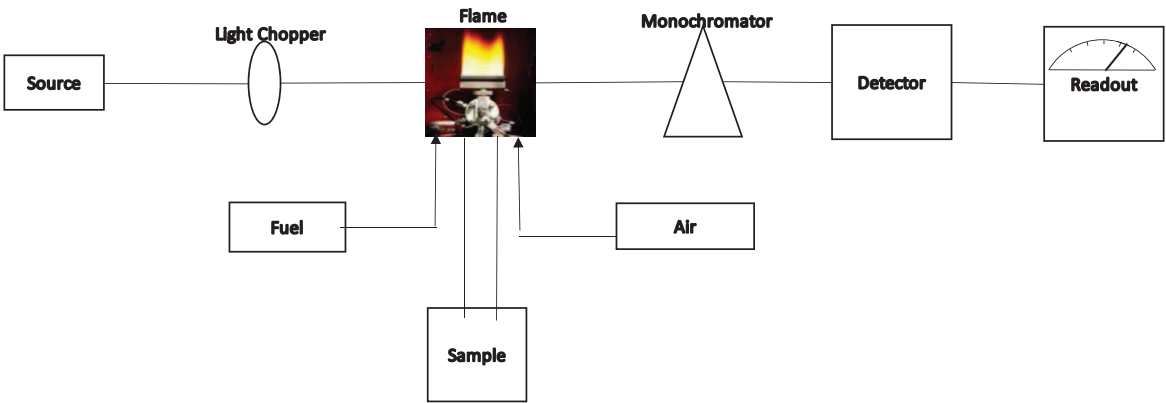 Flame
Light Chopper
Monochromator
Source
Detector
Readout
Fuel
Air
Sample